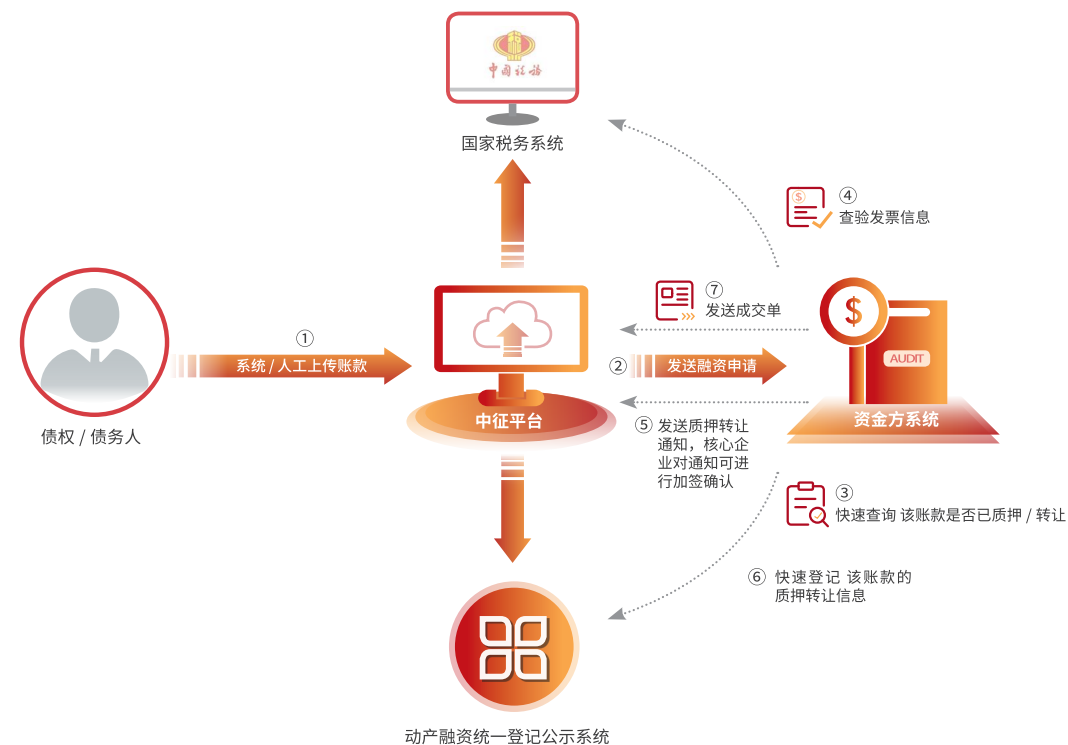 中国税务
国家税务系统
$
④
查验发票信息
⑦
发送成交单
①
系统 / 人工上传账款
②
发送融资申请
$
AUDIT
中征平台
资金方系统
债权 / 债务人
⑤
发送质押转让
通知，核心企
业对通知可进
行加签确认
③
快速查询 该账款是否已质押 / 转让
⑥
快速登记 该账款的
质押转让信息
动产融资统一登记公示系统